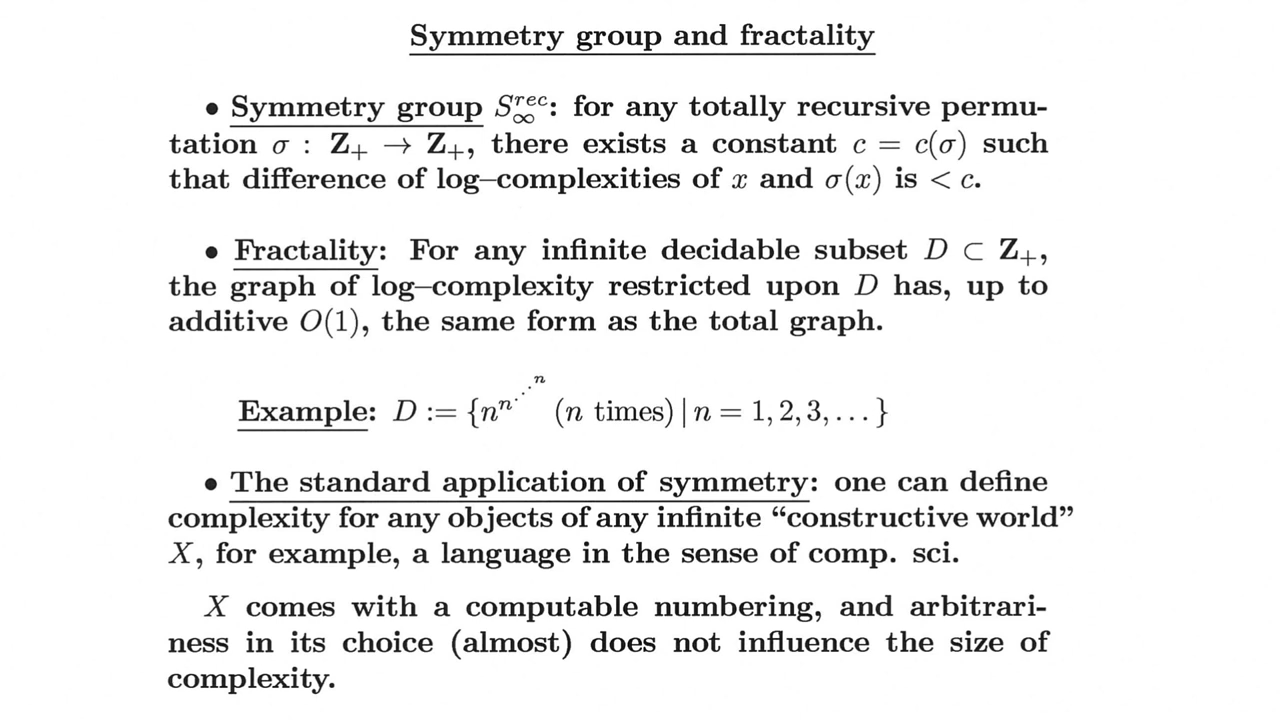 Symmetry group and fractality
• Symmetry group $S_\infty^{rec}$: for any totally recursive permu-
tation $\sigma : \mathbf{Z}_+ \to \mathbf{Z}_+$, there exists a constant $c = c(\sigma)$ such
that difference of log–complexities of $x$ and $\sigma(x)$ is $< c$.
• Fractality: For any infinite decidable subset $D \subset \mathbf{Z}_+$,
the graph of log–complexity restricted upon $D$ has, up to
additive $O(1)$, the same form as the total graph.
Example: $D := \{n^{n^{\cdot^{\cdot^{\cdot^{n}}}}} (n \text{ times}) \,|\, n = 1, 2, 3, \ldots\}$
• The standard application of symmetry: one can define
complexity for any objects of any infinite “constructive world”
$X$, for example, a language in the sense of comp. sci.
$X$ comes with a computable numbering, and arbitrari-
ness in its choice (almost) does not influence the size of
complexity.